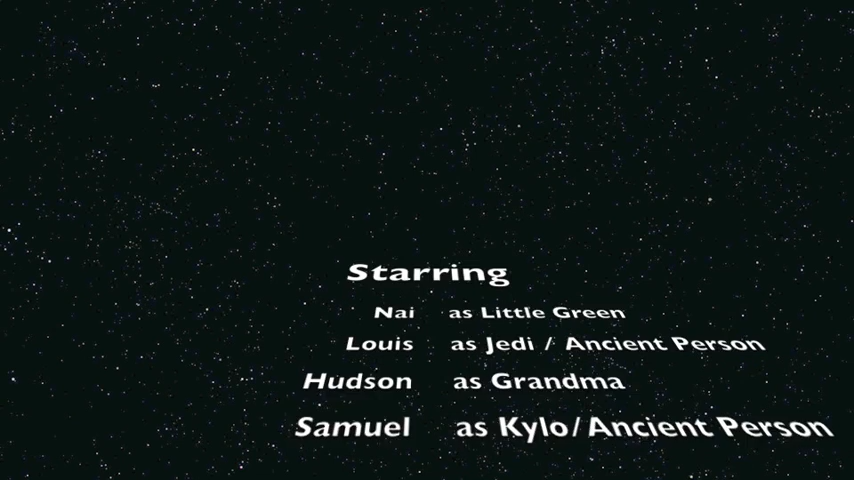 Starring
Nai as Little Green
Louis as Jedi / Ancient Person
Hudson as Grandma
Samuel as Kylo/Ancient Person